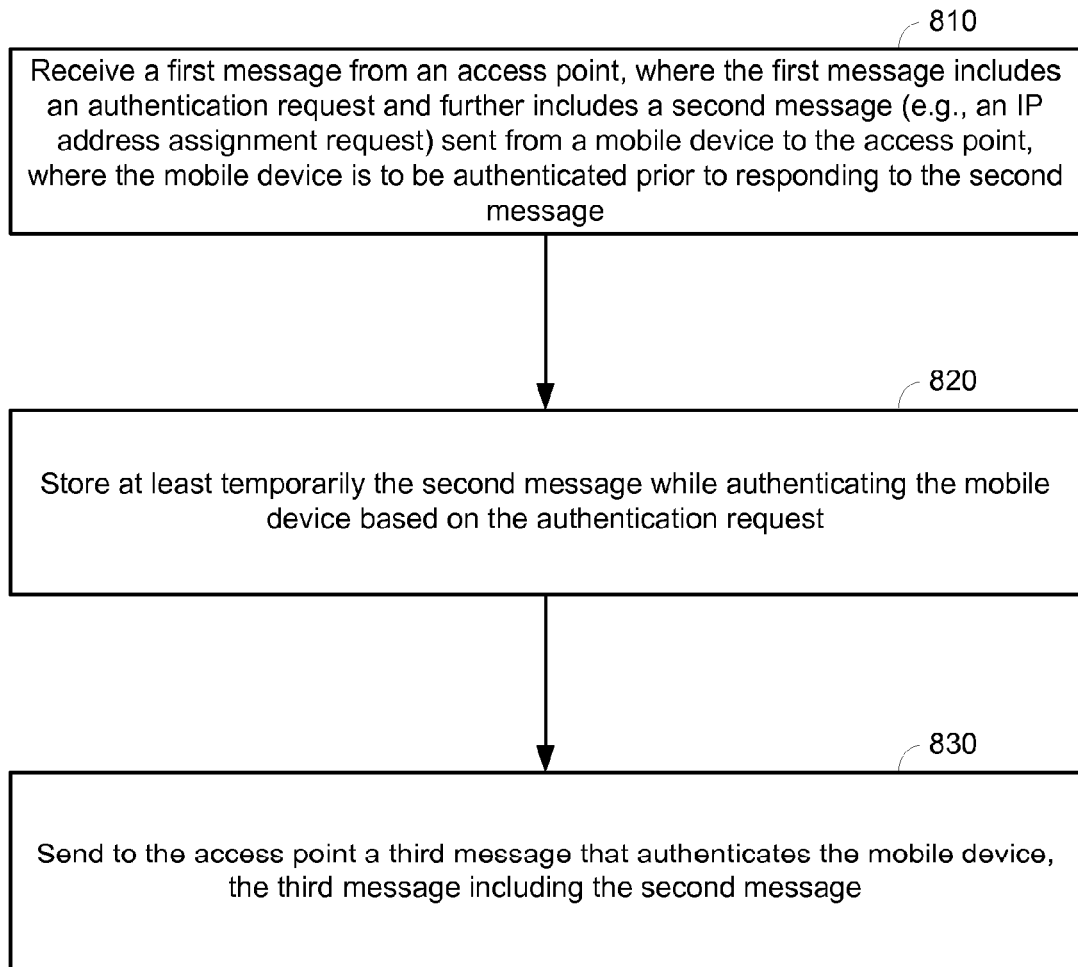 810
Receive a first message from an access point, where the first message includes
an authentication request and further includes a second message (e.g., an IP
address assignment request) sent from a mobile device to the access point,
where the mobile device is to be authenticated prior to responding to the second
message
820
Store at least temporarily the second message while authenticating the mobile
device based on the authentication request
830
Send to the access point a third message that authenticates the mobile device,
the third message including the second message